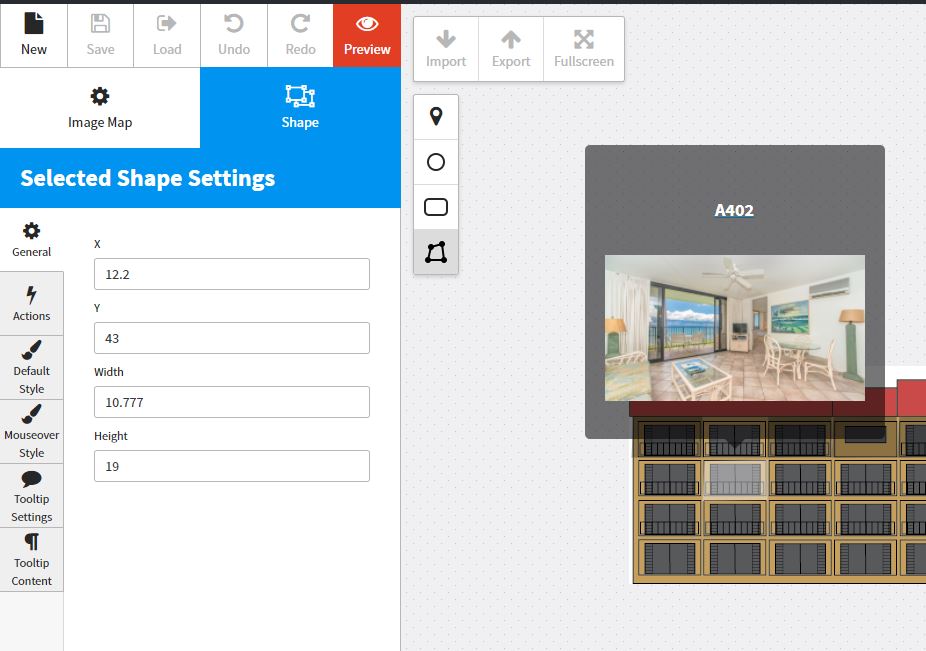 New
Save
Load
Undo
Redo
Preview
Import
Export
Fullscreen
Image Map
Shape
Selected Shape Settings
General
Actions
Default
Style
Mouseover
Style
Tooltip
Settings
Tooltip
Content
X
12.2
Y
43
Width
10.777
Height
19
A402